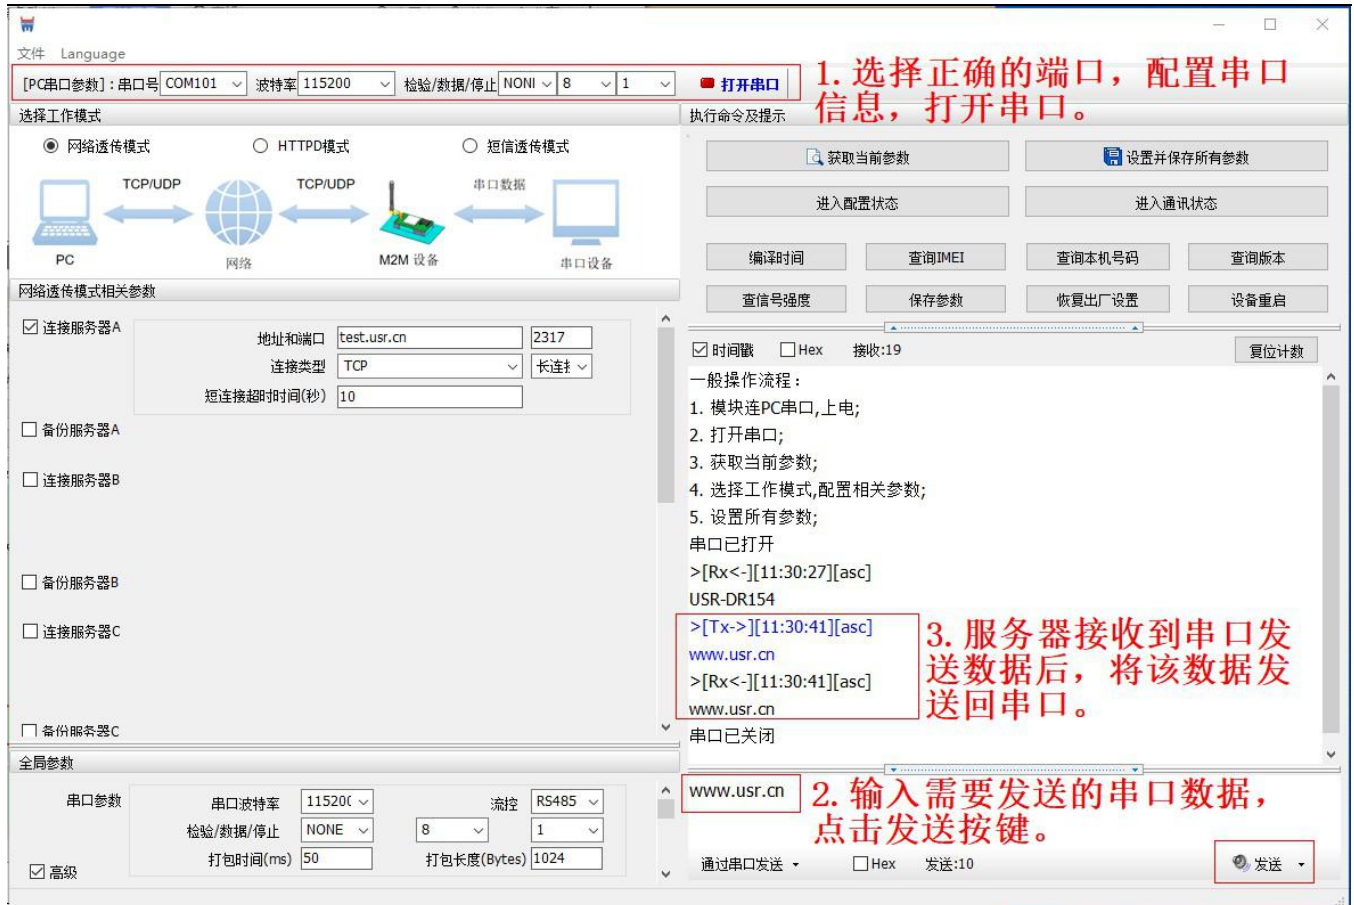 文件 Language
[PC串口参数]：串口号 COM101 波特率 115200 检验/数据/停止 NONI 8 1 打开串口
1. 选择正确的端口，配置串口
信息，打开串口。
选择工作模式
网络透传模式 HTTPD模式 短信透传模式
TCP/UDP TCP/UDP 串口数据
PC 网络 M2M 设备 串口设备
网络透传模式相关参数
连接服务器A
地址和端口 test.usr.cn 2317
连接类型 TCP 长连接
短连接超时时间(秒) 10
备份服务器A
连接服务器B
备份服务器B
连接服务器C
备份服务器C
全局参数
串口参数 串口波特率 11520( 流控 RS485
检验/数据/停止 NONE 8 1
打包时间(ms) 50 打包长度(Bytes) 1024
高级
执行命令及提示
获取当前参数 设置并保存所有参数
进入配置状态 进入通讯状态
编译时间 查询IMEI 查询本机号码 查询版本
查信号强度 保存参数 恢复出厂设置 设备重启
时间戳 Hex 接收:19 复位计数
一般操作流程：
1. 模块连PC串口,上电;
2. 打开串口;
3. 获取当前参数;
4. 选择工作模式,配置相关参数;
5. 设置所有参数;
串口已打开
>[Rx<-][11:30:27][asc]
USR-DR154
>[Tx->][11:30:41][asc]
www.usr.cn
>[Rx<-][11:30:41][asc]
www.usr.cn
串口已关闭
3. 服务器接收到串口发
送数据后，将该数据发
送回串口。
www.usr.cn
2. 输入需要发送的串口数据，
点击发送按键。
通过串口发送 Hex 发送:10 发送